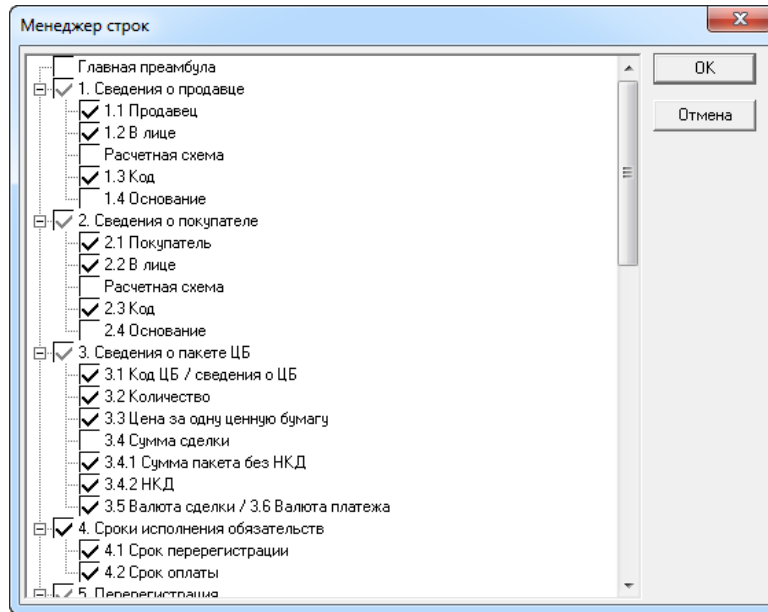 Менеджер строк
Главная преамбула
ОК
1. Сведения о продавце
1.1 Продавец
Отмена
1.2 В лице
Расчетная схема
1.3 Код
1.4 Основание
2. Сведения о покупателе
2.1 Покупатель
2.2 В лице
Расчетная схема
2.3 Код
2.4 Основание
3. Сведения о пакете ЦБ
3.1 Код ЦБ / сведения о ЦБ
3.2 Количество
3.3 Цена за одну ценную бумагу
3.4 Сумма сделки
3.4.1 Сумма пакета без НКД
3.4.2 НКД
3.5 Валюта сделки / 3.6 Валюта платежа
4. Сроки исполнения обязательств
4.1 Срок перерегистрации
4.2 Срок оплаты
5. Перерегистрация